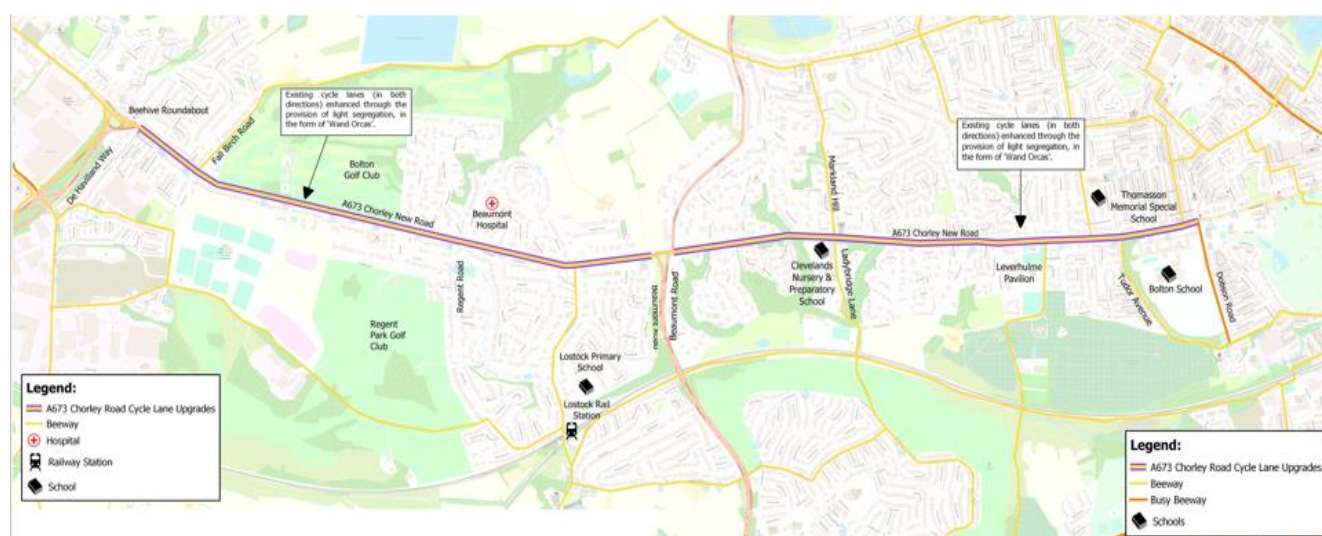 Beehive Roundabout
De Havilland Way
Fall Birch Road
Existing cycle lanes (in both
directions) enhanced through the
provision of light segregation, in
the form of 'Wand Orcas'.
Bolton
Golf Club
A673 Chorley New Road
Beaumont
Hospital
Regent Road
Regent
Park Golf
Club
Lostock Primary
School
Lostock Rail
Station
Beaumont Road
Beaumont Road
Markland Hill
Clevelands
Nursery &
Preparatory
School
Ladybridge Lane
Existing cycle lanes (in both
directions) enhanced through the
provision of light segregation, in
the form of 'Wand Orcas'.
A673 Chorley New Road
Leverhulme
Pavilion
Thomasson
Memorial Special
School
Tudor Avenue
Bolton School
Dobson Road
Legend:
A673 Chorley Road Cycle Lane Upgrades
Beeway
Hospital
Railway Station
School
Legend:
A673 Chorley Road Cycle Lane Upgrades
Beeway
Busy Beeway
Schools